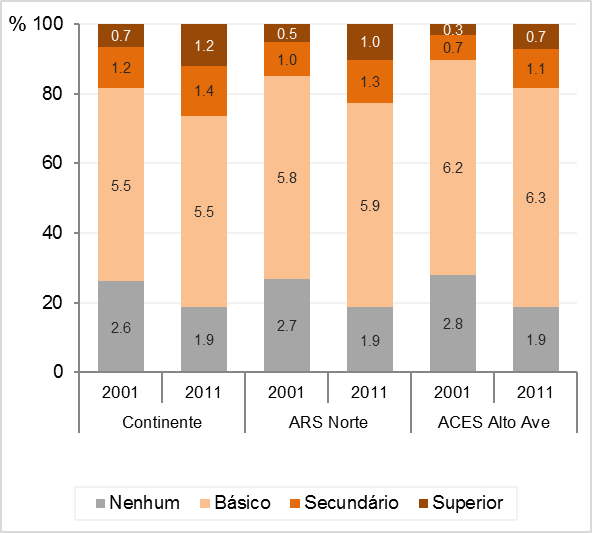 % 100
0.7 1.2 0.5 1.0 0.3 0.7
1.2 1.4 1.0 1.3 0.7 1.1
80
5.5 5.5 5.8 5.9 6.2 6.3
60
40
20
2.6 1.9 2.7 1.9 2.8 1.9
0
2001 2011 2001 2011 2001 2011
Continente ARS Norte ACES Alto Ave
Nenhum Básico Secundário Superior